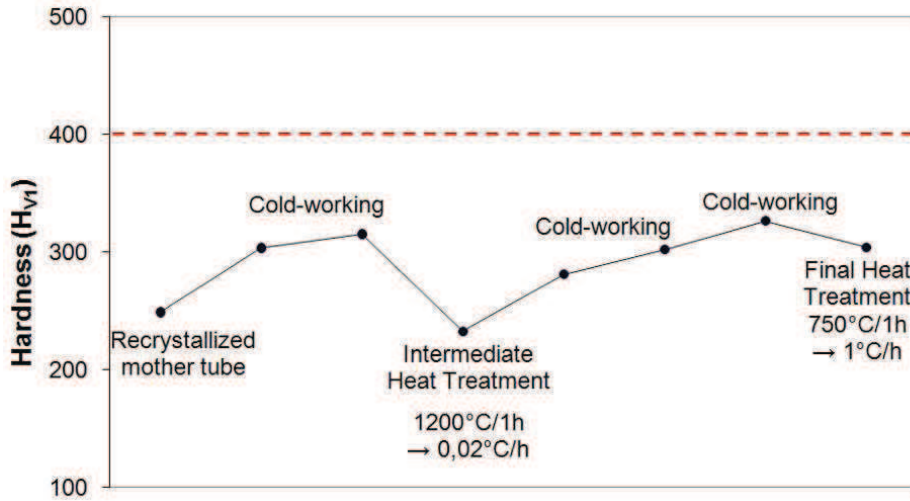 500
400
300
200
100
Hardness (HV1)
Recrystallized
mother tube
Cold-working
Intermediate
Heat Treatment
1200°C/1h
→ 0,02°C/h
Cold-working
Cold-working
Final Heat
Treatment
750°C/1h
→ 1°C/h